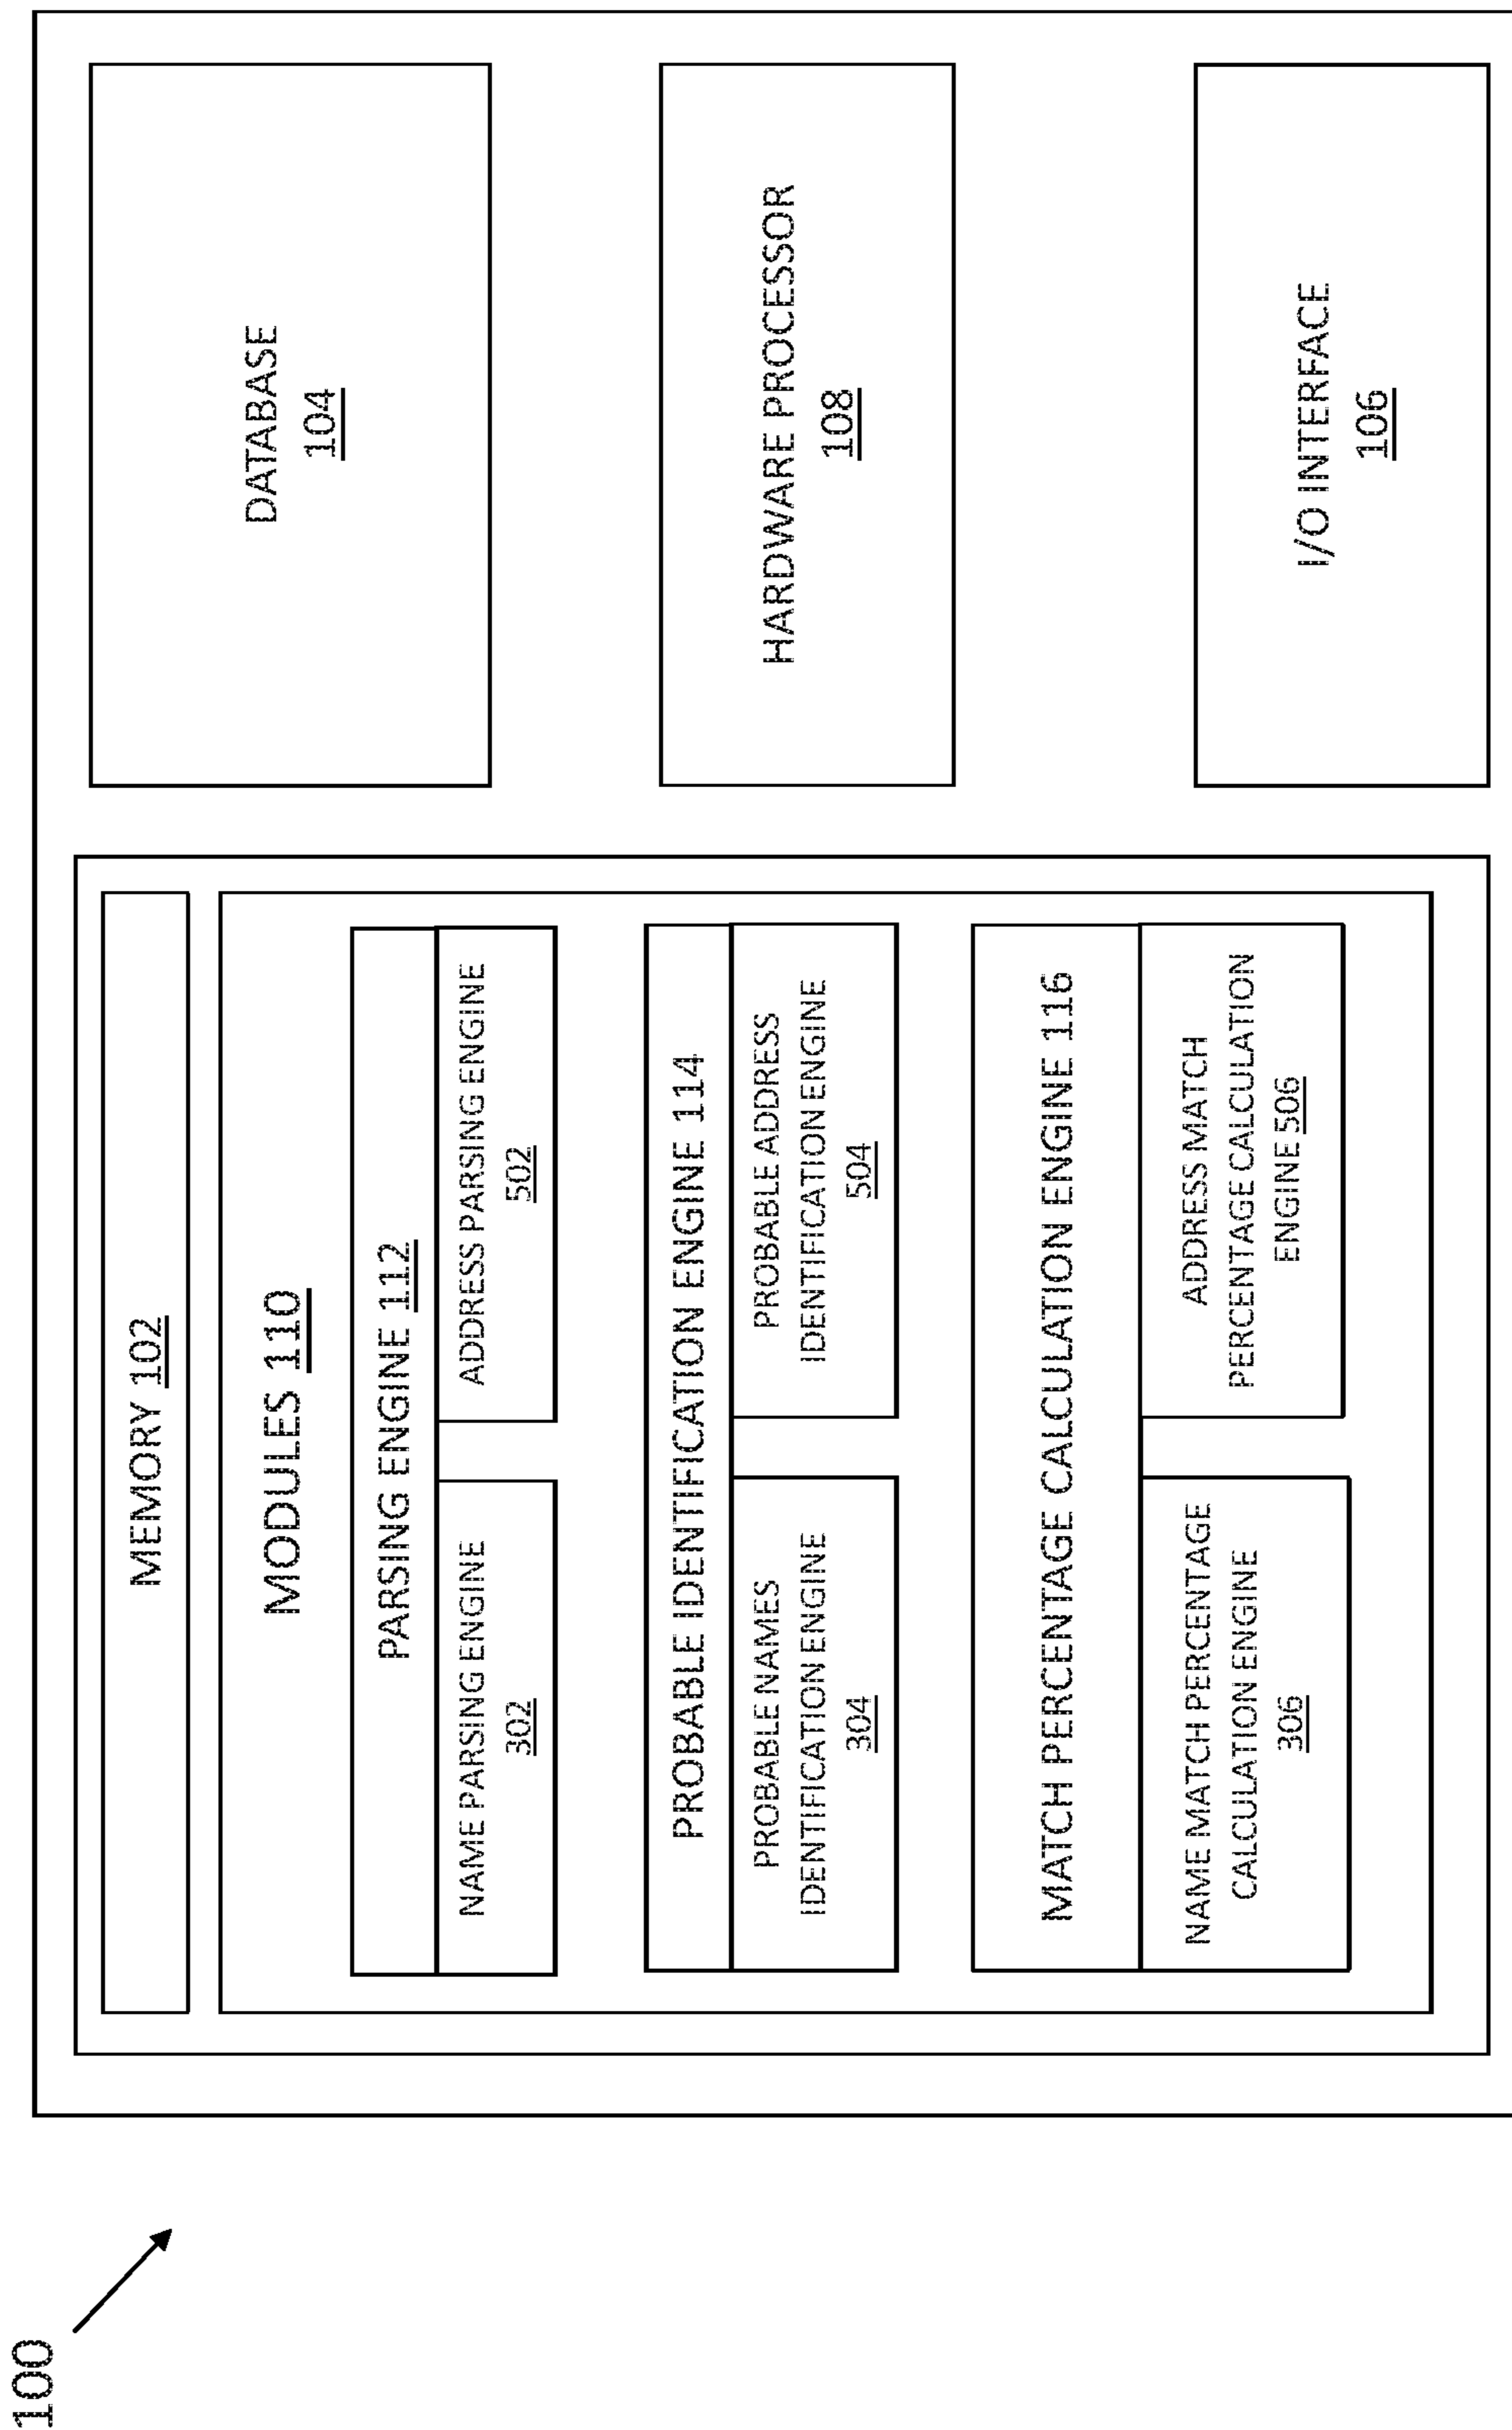 100
MEMORY 102
MODULES 110
PARSING ENGINE 112
NAME PARSING ENGINE
302
ADDRESS PARSING ENGINE
502
PROBABLE IDENTIFICATION ENGINE 114
PROBABLE NAMES
IDENTIFICATION ENGINE
304
PROBABLE ADDRESS
IDENTIFICATION ENGINE
504
MATCH PERCENTAGE CALCULATION ENGINE 116
NAME MATCH PERCENTAGE
CALCULATION ENGINE
306
ADDRESS MATCH
PERCENTAGE CALCULATION
ENGINE 506
DATABASE
104
HARDWARE PROCESSOR
108
I/O INTERFACE
106